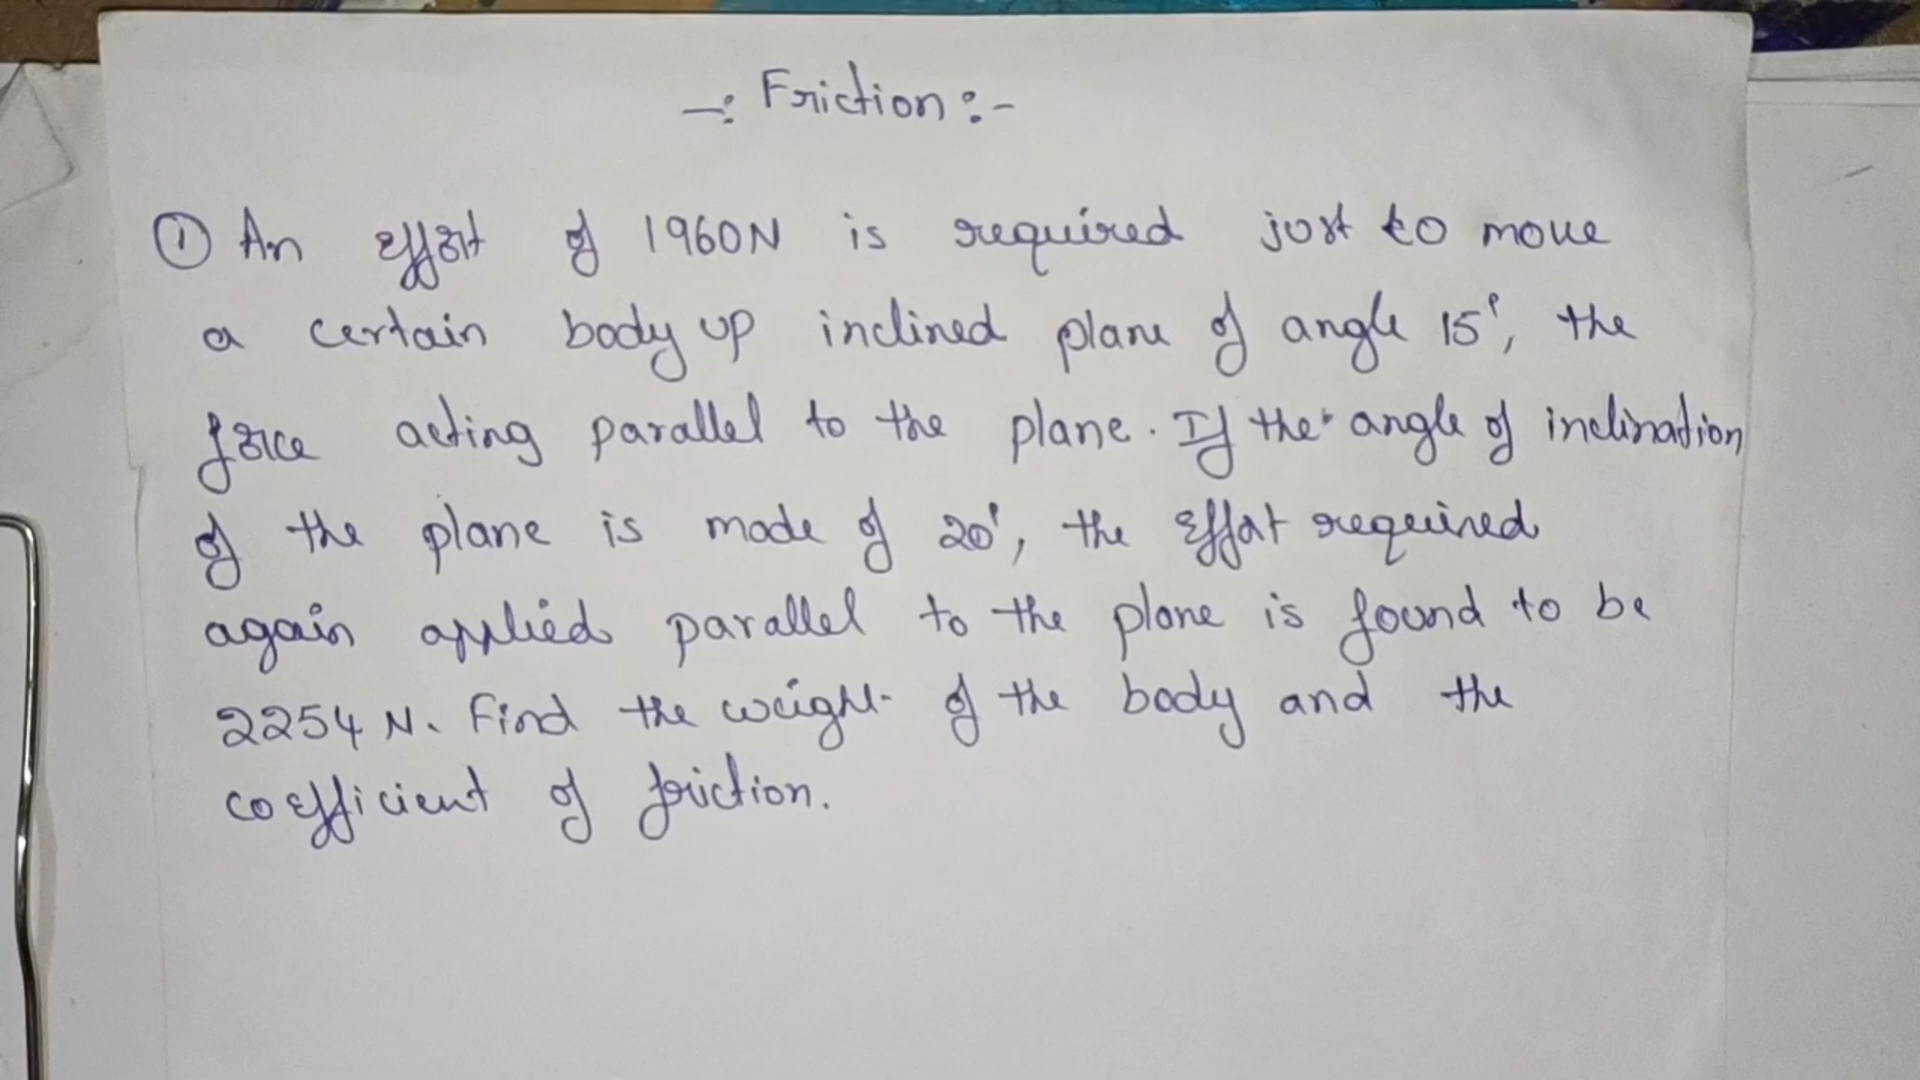 -: Friction :-
① An effort of 1960N is required just to move
a certain body up inclined plane of angle 15°, the
force acting parallel to the plane. If the angle of inclination
of the plane is made of 20°, the effort required
again applied parallel to the plane is found to be
2254 N. Find the weight of the body and the
coefficient of friction.